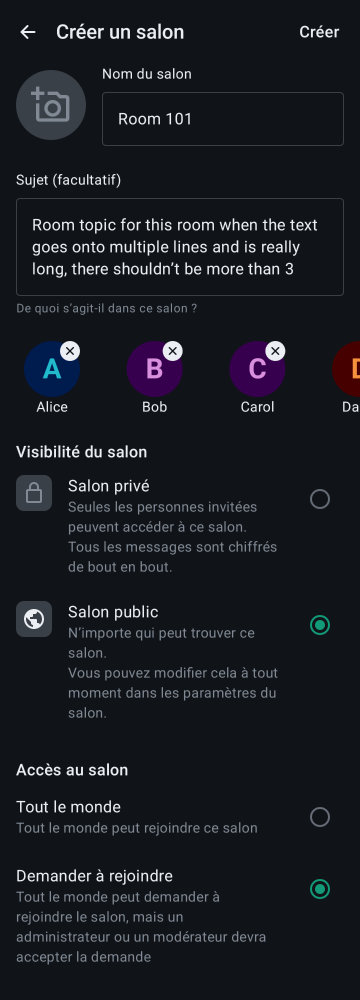 Créer un salon
Créer
Nom du salon
Room 101
Sujet (facultatif)
Room topic for this room when the text
goes onto multiple lines and is really
long, there shouldn't be more than 3
De quoi s'agit-il dans ce salon ?
A
B
C
D
Alice
Bob
Carol
Da
Visibilité du salon
Salon privé
Seules les personnes invitées
peuvent accéder à ce salon.
Tous les messages sont chiffrés
de bout en bout.
Salon public
N'importe qui peut trouver ce
salon.
Vous pouvez modifier cela à tout
moment dans les paramètres du
salon.
Accès au salon
Tout le monde
Tout le monde peut rejoindre ce salon
Demander à rejoindre
Tout le monde peut demander à
rejoindre le salon, mais un
administrateur ou un modérateur devra
accepter la demande